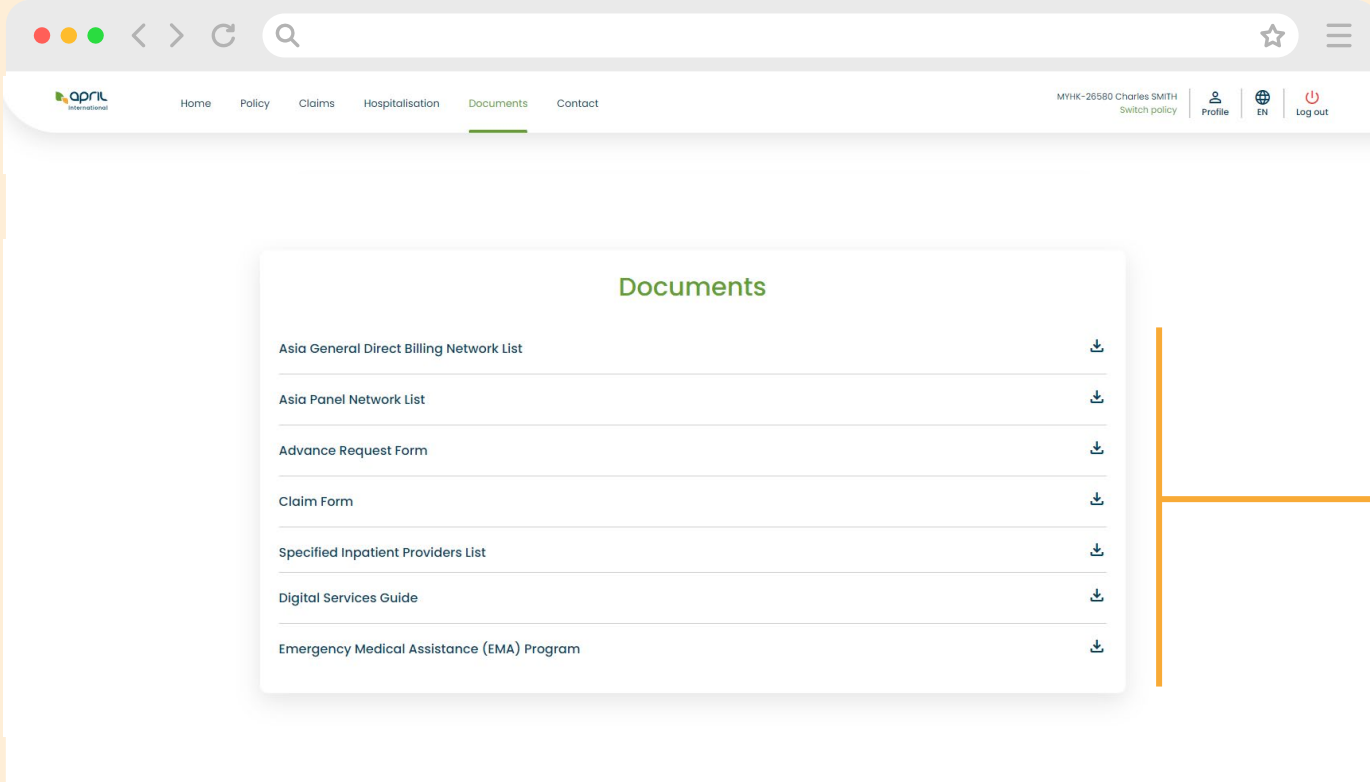 april
international
Home Policy Claims Hospitalisation Documents Contact
MYHK-26580 Charles SMITH
Switch policy
Profile
EN
Log out
Documents
Asia General Direct Billing Network List
Asia Panel Network List
Advance Request Form
Claim Form
Specified Inpatient Providers List
Digital Services Guide
Emergency Medical Assistance (EMA) Program